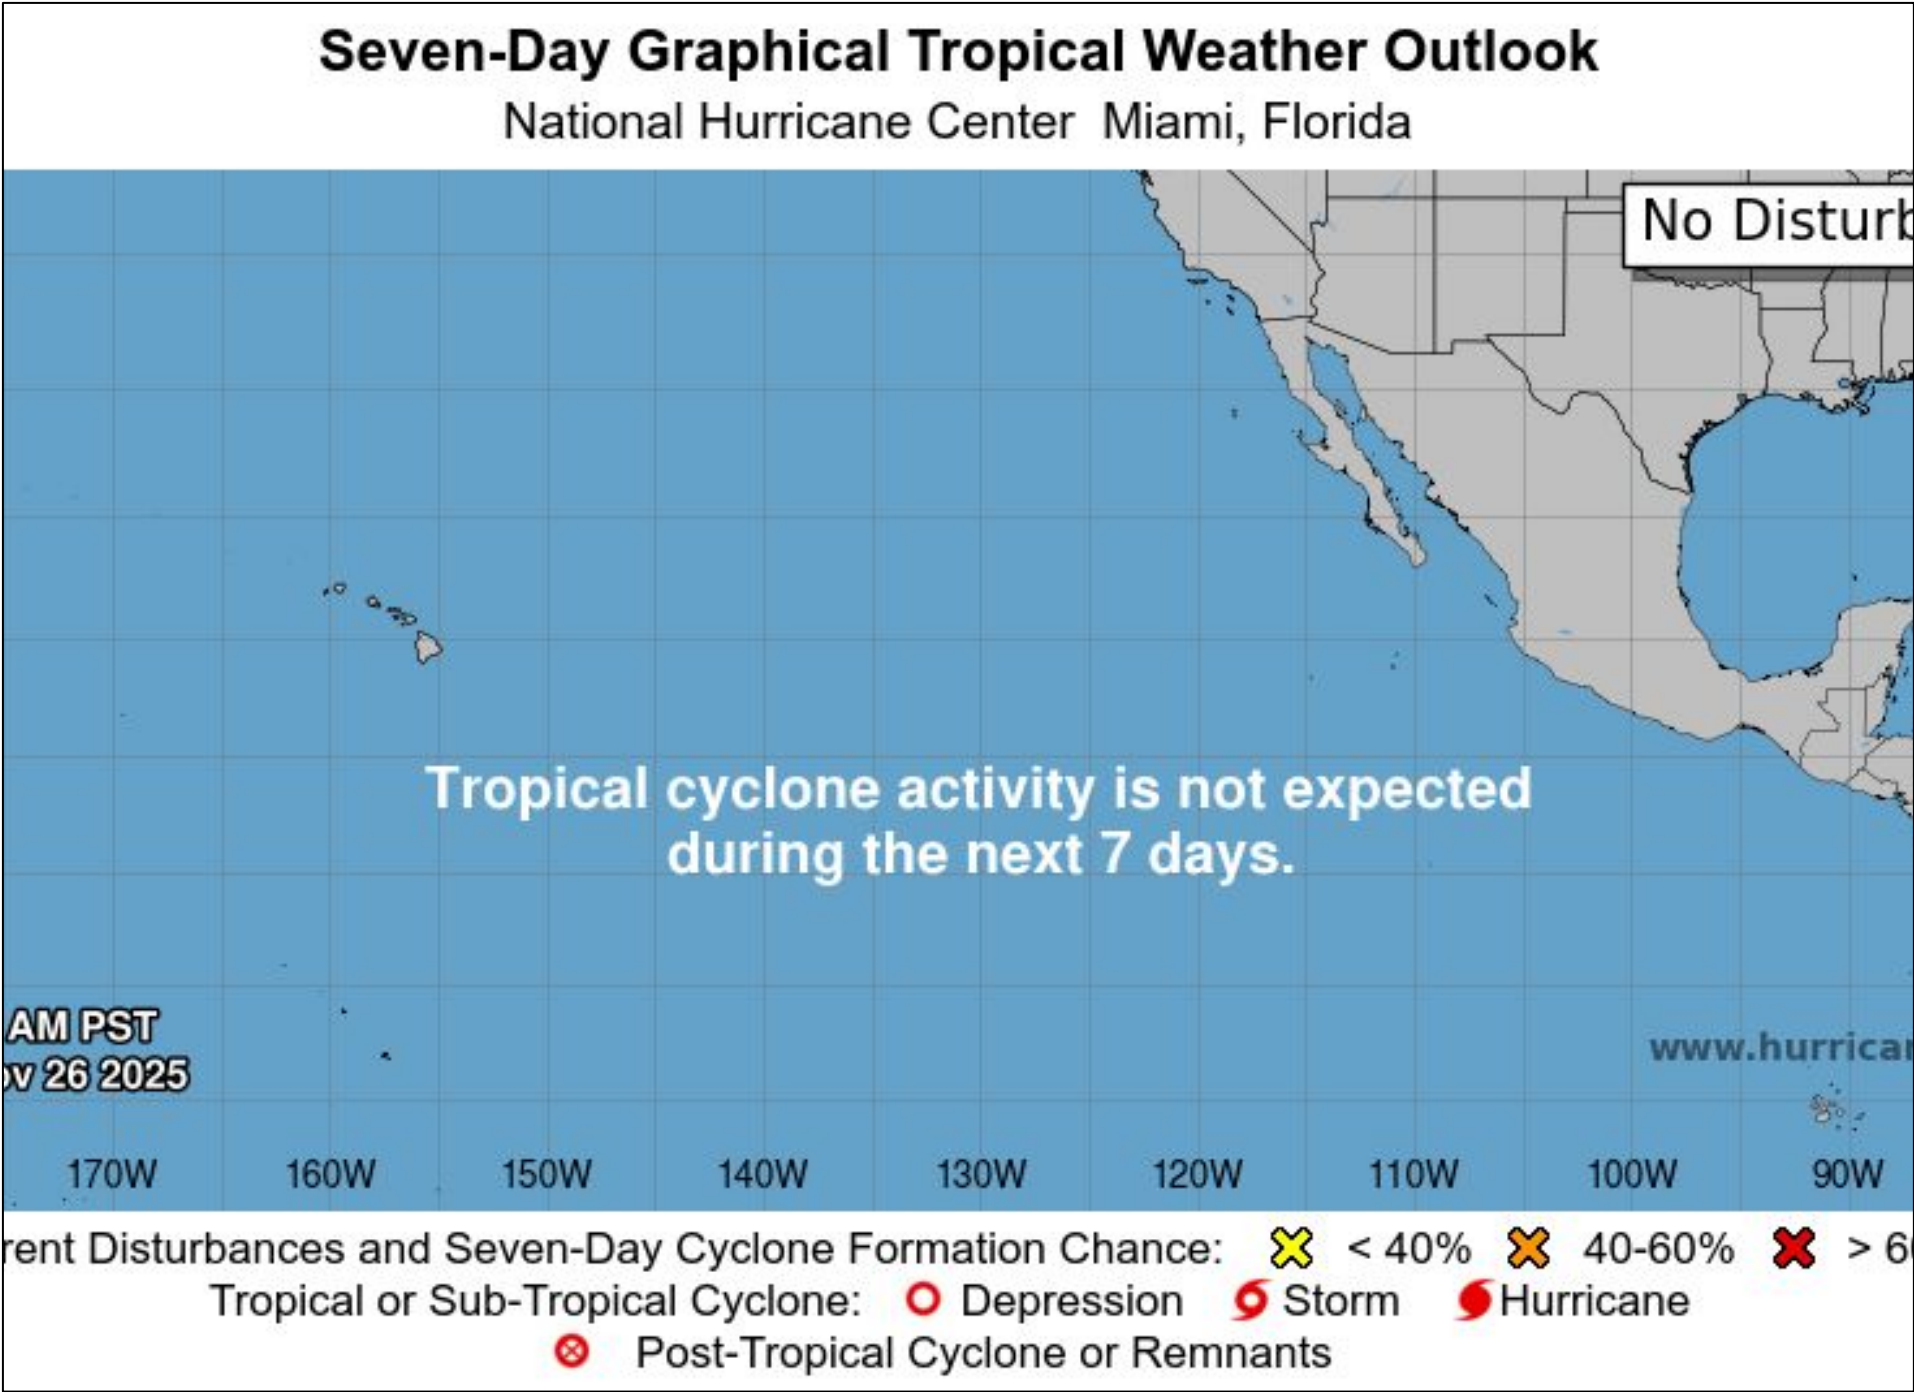 Seven-Day Graphical Tropical Weather Outlook
National Hurricane Center Miami, Florida
No Disturb
Tropical cyclone activity is not expected
during the next 7 days.
AM PST
ov 26 2025
www.hurrica
170W 160W 150W 140W 130W 120W 110W 100W 90W
rent Disturbances and Seven-Day Cyclone Formation Chance: < 40% 40-60% > 60
Tropical or Sub-Tropical Cyclone: Depression Storm Hurricane
Post-Tropical Cyclone or Remnants